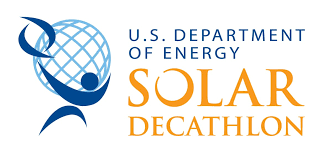 U.S. DEPARTMENT
OF ENERGY
SOLAR
DECATHLON